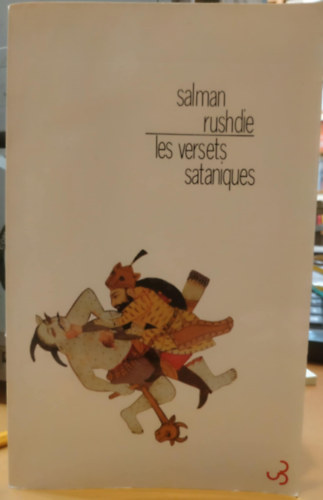 salman
rushdie
les versets
sataniques